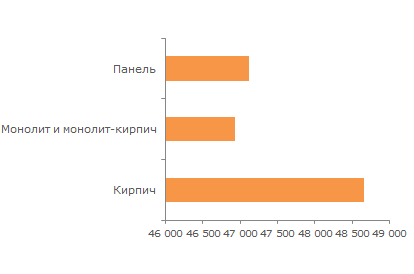 Панель
Монолит и монолит-кирпич
Кирпич
46 000 46 500 47 000 47 500 48 000 48 500 49 000